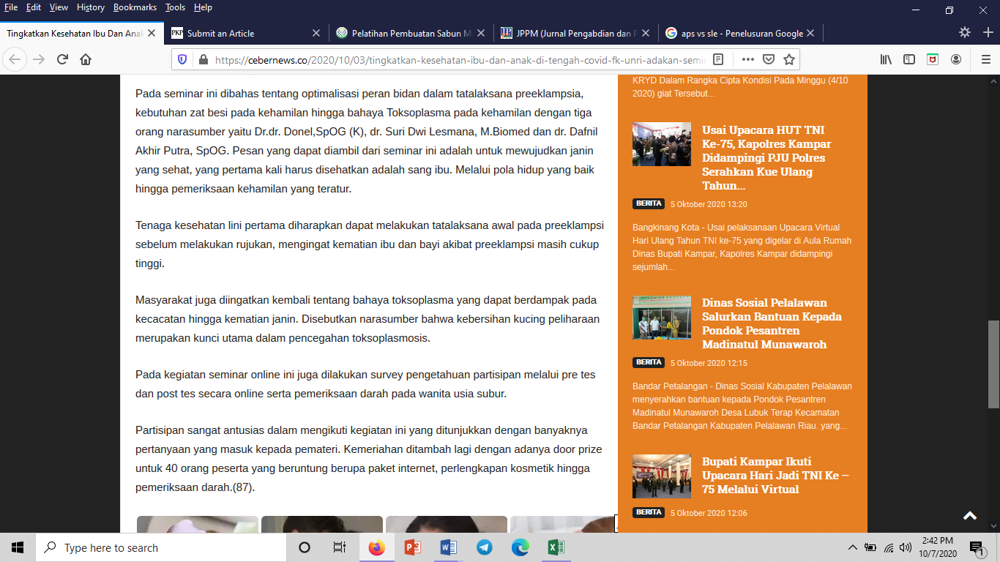 File Edit View History Bookmarks Tools Help
Tingkatkan Kesehatan Ibu Dan Ana
PKP Submit an Article
Pelatihan Pembuatan Sabun M
JPPM (Jurnal Pengabdian dan P
aps vs sle - Penelusuran Google
https://cebernews.co/2020/10/03/tingkatkan-kesehatan-ibu-dan-anak-di-tengah-covid-fk-unri-adakan-semin
Pada seminar ini dibahas tentang optimalisasi peran bidan dalam tatalaksana preeklampsia,
kebutuhan zat besi pada kehamilan hingga bahaya Toksoplasma pada kehamilan dengan tiga
orang narasumber yaitu Dr.dr. Donel,SpOG (K), dr. Suri Dwi Lesmana, M.Biomed dan dr. Dafnil
Akhir Putra, SpOG. Pesan yang dapat diambil dari seminar ini adalah untuk mewujudkan janin
yang sehat, yang pertama kali harus disehatkan adalah sang ibu. Melalui pola hidup yang baik
hingga pemeriksaan kehamilan yang teratur.
Tenaga kesehatan lini pertama diharapkan dapat melakukan tatalaksana awal pada preeklampsi
sebelum melakukan rujukan, mengingat kematian ibu dan bayi akibat preeklampsi masih cukup
tinggi.
Masyarakat juga diingatkan kembali tentang bahaya toksoplasma yang dapat berdampak pada
kecacatan hingga kematian janin. Disebutkan narasumber bahwa kebersihan kucing peliharaan
merupakan kunci utama dalam pencegahan toksoplasmosis.
Pada kegiatan seminar online ini juga dilakukan survey pengetahuan partisipan melalui pre tes
dan post tes secara online serta pemeriksaan darah pada wanita usia subur.
Partisipan sangat antusias dalam mengikuti kegiatan ini yang ditunjukkan dengan banyaknya
pertanyaan yang masuk kepada pemateri. Kemeriahan ditambah lagi dengan adanya door prize
untuk 40 orang peserta yang beruntung berupa paket internet, perlengkapan kosmetik hingga
pemeriksaan darah.(87).
KRYD Dalam Rangka Cipta Kondisi Pada Minggu (4/10
2020) giat Tersebut...
Usai Upacara HUT TNI
Ke-75, Kapolres Kampar
Didampingi PJU Polres
Serahkan Kue Ulang
Tahun...
BERITA 5 Oktober 2020 13:20
Bangkinang Kota - Usai pelaksanaan Upacara Virtual
Hari Ulang Tahun TNI ke-75 yang digelar di Aula Rumah
Dinas Bupati Kampar, Kapolres Kampar didampingi
sejumlah...
Dinas Sosial Pelalawan
Salurkan Bantuan Kepada
Pondok Pesantren
Madinatul Munawaroh
BERITA 5 Oktober 2020 12:15
Bandar Petalangan - Dinas Sosial Kabupaten Pelalawan
menyerahkan bantuan kepada Pondok Pesantren
Madinatul Munawaroh Desa Lubuk Terap Kecamatan
Bandar Petalangan Kabupaten Pelalawan Riau. yang...
Bupati Kampar Ikuti
Upacara Hari Jadi TNI Ke –
75 Melalui Virtual
BERITA 5 Oktober 2020 12:06
Type here to search
2:42 PM
10/7/2020
1